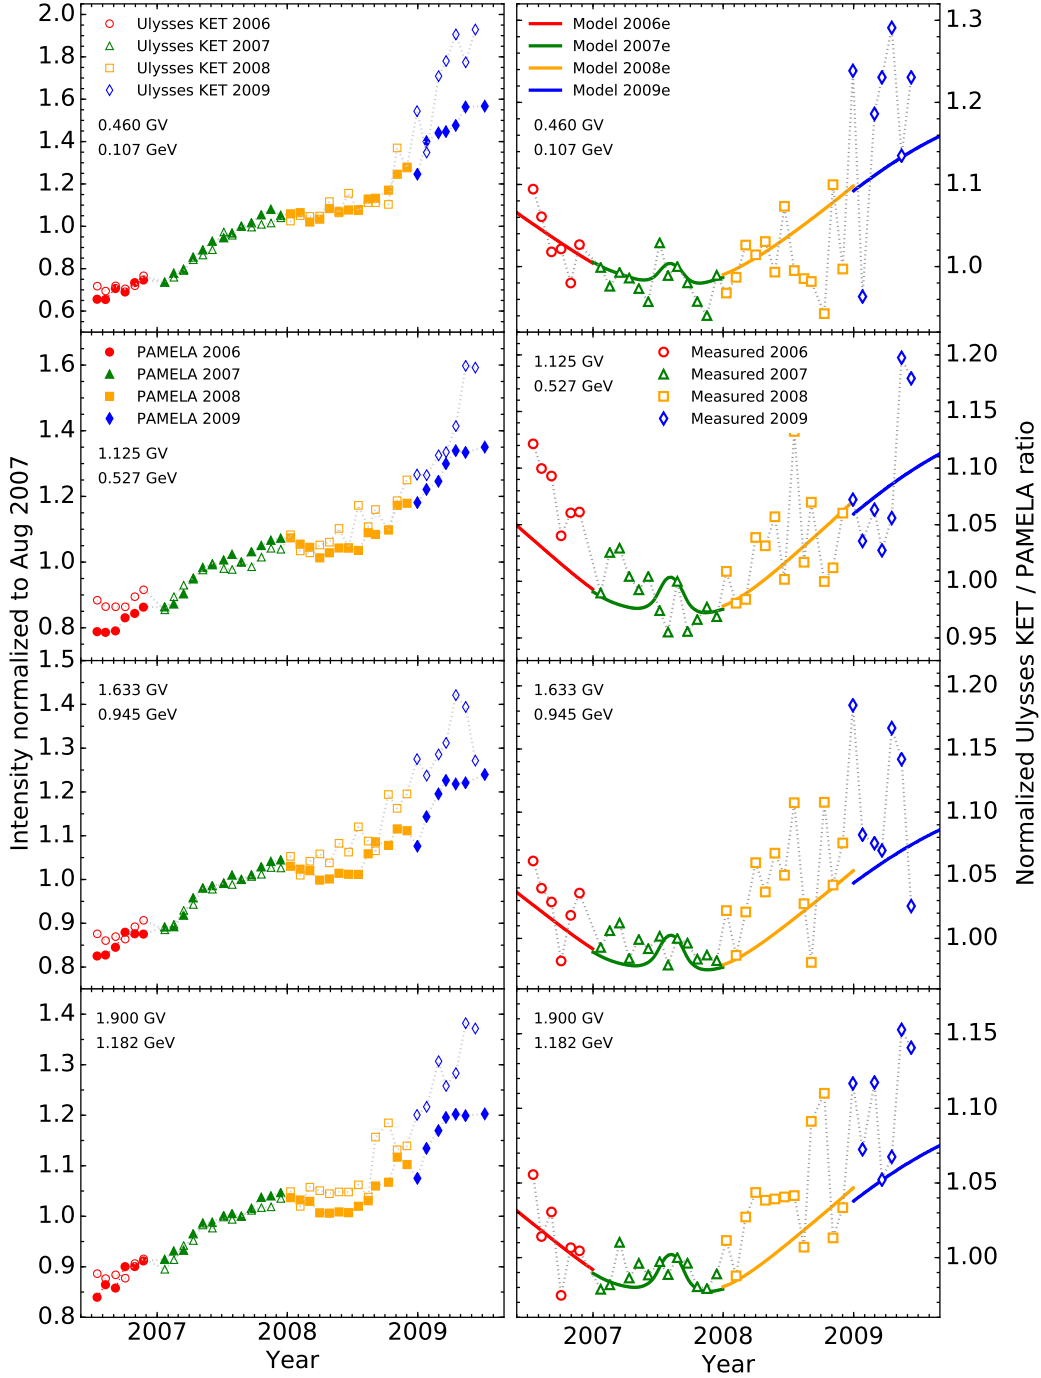 2.0
1.8
1.6
1.4
1.2
1.0
0.8
0.6
Ulysses KET 2006
Ulysses KET 2007
Ulysses KET 2008
Ulysses KET 2009
0.460 GV
0.107 GeV
Model 2006e
Model 2007e
Model 2008e
Model 2009e
0.460 GV
0.107 GeV
1.3
1.2
1.1
1.0
1.6
1.4
1.2
1.0
0.8
PAMELA 2006
PAMELA 2007
PAMELA 2008
PAMELA 2009
1.125 GV
0.527 GeV
1.125 GV
0.527 GeV
Measured 2006
Measured 2007
Measured 2008
Measured 2009
1.20
1.15
1.10
1.05
1.00
0.95
1.5
1.4
1.3
1.2
1.1
1.0
0.9
0.8
1.633 GV
0.945 GeV
1.633 GV
0.945 GeV
1.20
1.15
1.10
1.05
1.00
1.4
1.3
1.2
1.1
1.0
0.9
0.8
1.900 GV
1.182 GeV
1.900 GV
1.182 GeV
1.15
1.10
1.05
1.00
2007
2008
2009
2007
2008
2009
Year
Year
Intensity normalized to Aug 2007
Normalized Ulysses KET / PAMELA ratio